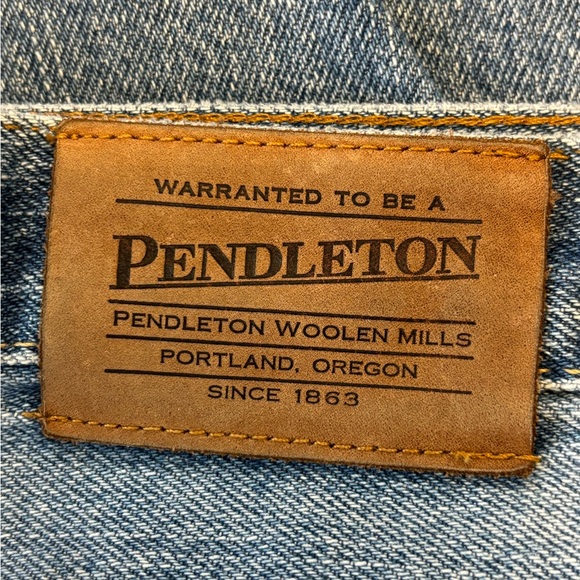 WARRANTED TO BE A
PENDLETON
PENDLETON WOOLEN MILLS
PORTLAND, OREGON
SINCE 1863